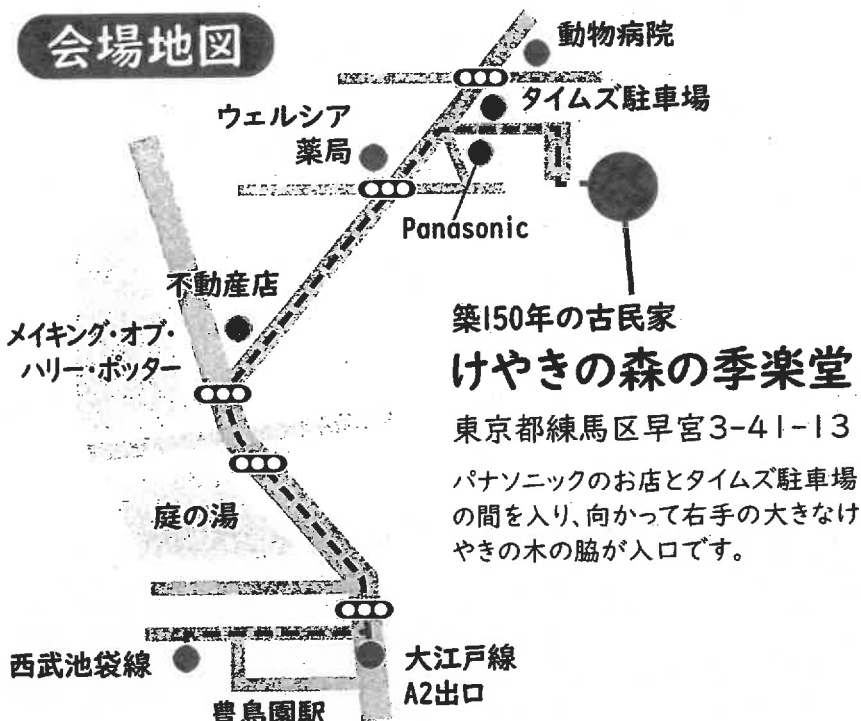 会場地図
動物病院
タイムズ駐車場
ウェルシア
薬局
Panasonic
不動産店
メイキング・オブ・
ハリー・ポッター
築150年の古民家
けやきの森の季楽堂
東京都練馬区早宮3-41-13
パナソニックのお店とタイムズ駐車場
の間を入り、向かって右手の大きなけ
やきの木の脇が入口です。
庭の湯
西武池袋線
大江戸線
A2出口
豊島園駅